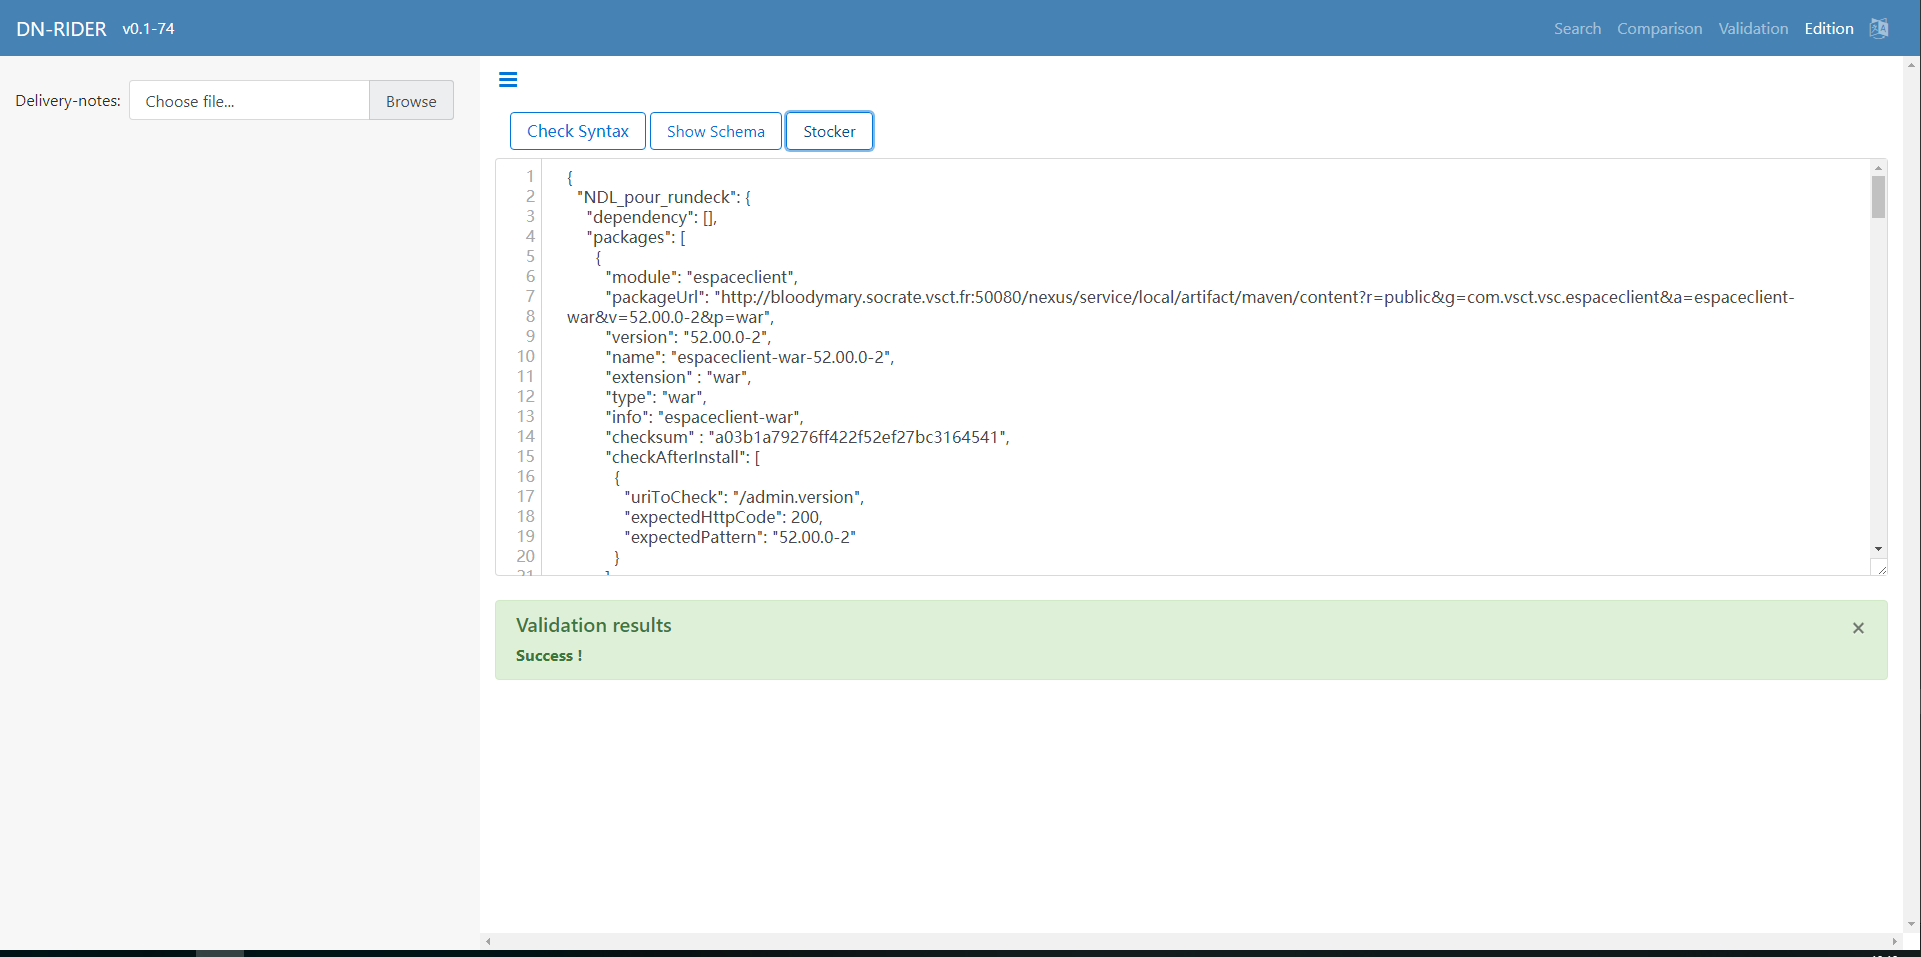 DN-RIDER v0.1-74 Search Comparison Validation Edition
Delivery-notes: Choose file... Browse
Check Syntax Show Schema Stocker
1 {
2 "NDL_pour_rundeck": {
3 "dependency": [],
4 "packages": [
5 {
6 "module": "espaceclient",
7 "packageUrl": "http://bloodymary.socrate.vsct.fr:50080/nexus/service/local/artifact/maven/content?r=public&g=com.vsct.vsc.espaceclient&a=espaceclient-
8 war&v=52.00.0-2&p=war",
9 "version": "52.00.0-2",
10 "name": "espaceclient-war-52.00.0-2",
11 "extension" : "war",
12 "type": "war",
13 "info": "espaceclient-war",
14 "checksum" : "a03b1a79276ff422f52ef27bc3164541",
15 "checkAfterInstall": [
16 {
17 "uriToCheck": "/admin.version",
18 "expectedHttpCode": 200,
19 "expectedPattern": "52.00.0-2"
20 }
21 ]
Validation results ×
Success !